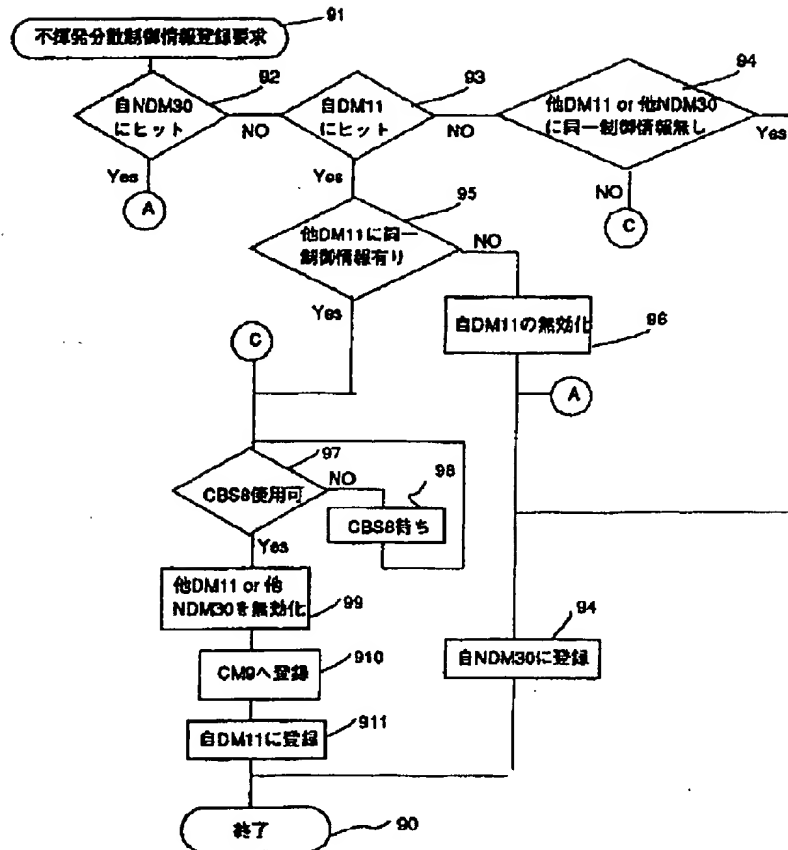 不揮発分散制御情報登録要求
91
自NDM30
にヒット
92
NO
Yes
A
自DM11
にヒット
93
NO
Yes
他DM11 or 他NDM30
に同一制御情報無し
94
Yes
NO
C
他DM11に同一
制御情報有り
95
NO
Yes
自DM11の無効化
96
C
A
CBS8使用可
97
NO
Yes
CBS8待ち
98
他DM11 or 他
NDM30を無効化
99
CM9へ登録
910
自DM11に登録
911
自NDM30に登録
94
終了
90